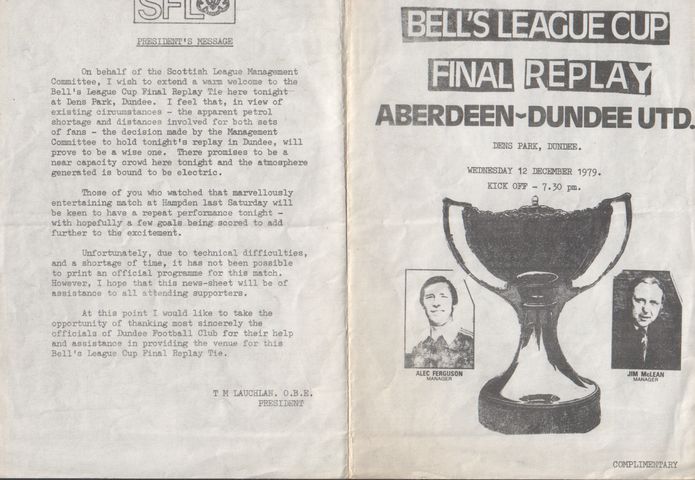 SFL
PRESIDENT'S MESSAGE
On behalf of the Scottish League Management
Committee, I wish to extend a warm welcome to the
Bell's League Cup Final Replay Tie here tonight
at Dens Park, Dundee. I feel that, in view of
existing circumstances - the apparent petrol
shortage and distances involved for both sets
of fans - the decision made by the Management
Committee to hold tonight's replay in Dundee, will
prove to be a wise one. There promises to be a
near capacity crowd here tonight and the atmosphere
generated is bound to be electric.
Those of you who watched that marvellously
entertaining match at Hampden last Saturday will
be keen to have a repeat performance tonight -
with hopefully a few goals being scored to add
further to the excitement.
Unfortunately, due to technical difficulties,
and a shortage of time, it has not been possible
to print an official programme for this match.
However, I hope that this news-sheet will be of
assistance to all attending supporters.
At this point I would like to take the
opportunity of thanking most sincerely the
officials of Dundee Football Club for their help
and assistance in providing the venue for this
Bell's League Cup Final Replay Tie.
T M LAUCHLAN. O.B.E.
PRESIDENT
BELL'S LEAGUE CUP
FINAL REPLAY
ABERDEEN~DUNDEE UTD.
DENS PARK, DUNDEE.
WEDNESDAY 12 DECEMBER 1979.
KICK OFF - 7.30 pm.
ALEC FERGUSON
MANAGER
JIM McLEAN
MANAGER
COMPLIMENTARY